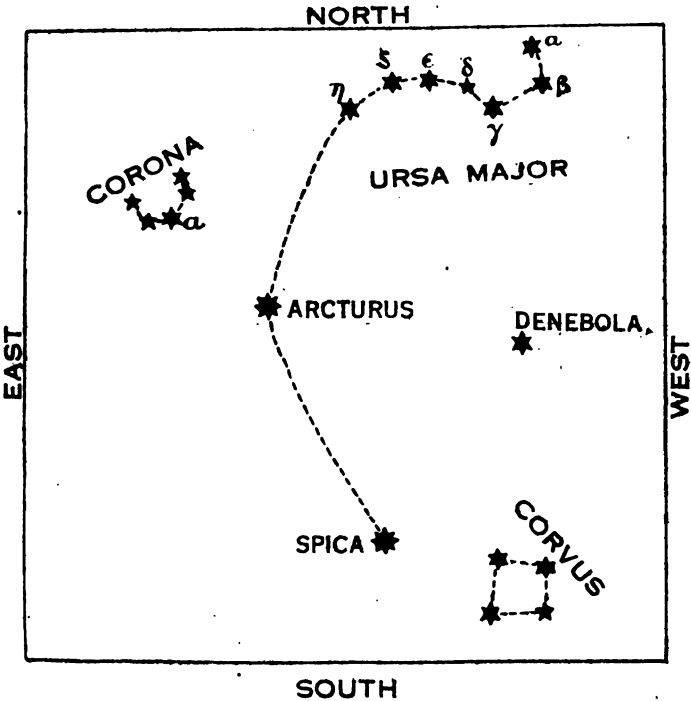 NORTH
α
ζ ε δ
η β
γ
CORONA
URSA MAJOR
α
ARCTURUS
DENEBOLA
EAST
WEST
SPICA
CORVUS
SOUTH